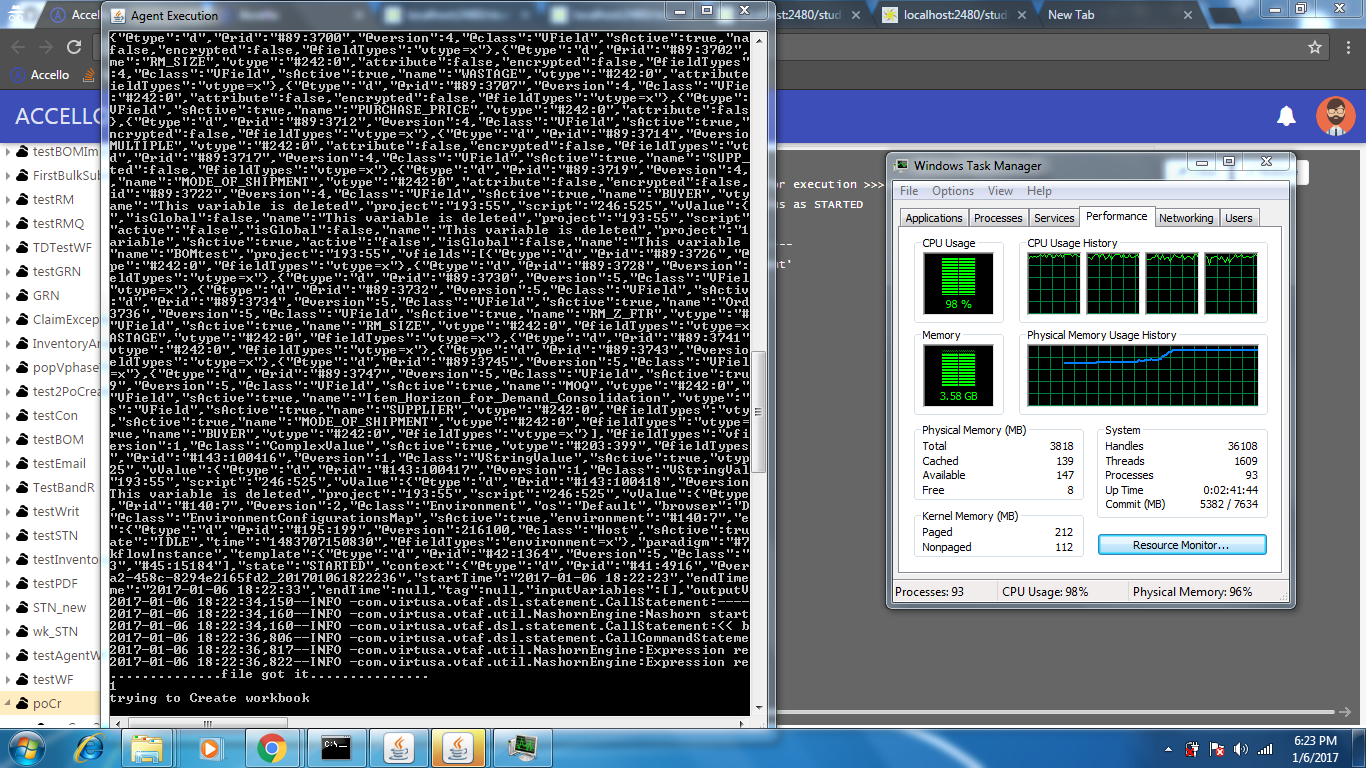 Accello
Agent Execution
:2480/stud
localhost:2480/stud
New Tab
Accello
ACCELLO
testBOMIm
FirstBulkSub
testRM
testRMQ
TDTestWF
testGRN
GRN
ClaimExcep
InventoryAn
popVphase
test2PoCrea
testCon
testBOM
testEmail
TestBandR
testWrit
testSTN
testInvento
testPDF
STN_new
wk_STN
testAgentW
testWF
poCr
{"@type":"d","@rid":"#89:3700","@version":4,"@class":"VField","sActive":true,"na
false,"encrypted":false,"@fieldTypes":"vtype=x"},{"@type":"d","@rid":"#89:3702",
me":"RM_SIZE","vtype":"#242:0","attribute":false,"encrypted":false,"@fieldTypes"
:4,"@class":"VField","sActive":true,"name":"WASTAGE","vtype":"#242:0","attribute
ieldTypes":"vtype=x"},{"@type":"d","@rid":"#89:3707","@version":4,"@class":"VFie
:"#242:0","attribute":false,"encrypted":false,"@fieldTypes":"vtype=x"},{"@type":
VField","sActive":true,"name":"PURCHASE_PRICE","vtype":"#242:0","attribute":fals
},{"@type":"d","@rid":"#89:3712","@version":4,"@class":"VField","sActive":true,"
ncrypted":false,"@fieldTypes":"vtype=x"},{"@type":"d","@rid":"#89:3714","@versio
MULTIPLE","vtype":"#242:0","attribute":false,"encrypted":false,"@fieldTypes":"vt
"d","@rid":"#89:3717","@version":4,"@class":"VField","sActive":true,"name":"SUPP_
ted":false,"@fieldTypes":"vtype=x"},{"@type":"d","@rid":"#89:3719","@version":4,
,"name":"MODE_OF_SHIPMENT","vtype":"#242:0","attribute":false,"encrypted":false,
#89:3722","@version":4,"@class":"VField","sActive":true,"name":"BUYER","vtype":"
ame":"This variable is deleted","project":"193:55","script":"246:525","vValue":{
","isGlobal":false,"name":"This variable is deleted","project":"193:55","script"
active":"false","isGlobal":false,"name":"This variable is deleted","project":"1
ariable","sActive":true,"active":"false","isGlobal":false,"name":"This variable
"name":"BOMtest","project":"193:55","vfields":[{"@type":"d","@rid":"#89:3726","@
pe":"#242:0","@fieldTypes":"vtype=x"},{"@type":"d","@rid":"#89:3728","@version":
eldTypes":"vtype=x"},{"@type":"d","@rid":"#89:3730","@version":5,"@class":"VFiel
ype":"d","@rid":"#89:3732","@version":5,"@class":"VField","sActive":true,"name":
d","@rid":"#89:3734","@version":5,"@class":"VField","sActive":true,"name":"Ord
3736","@version":5,"@class":"VField","sActive":true,"name":"RM_Z_FTR","vtype":"#
"VField","sActive":true,"name":"RM_SIZE","vtype":"#242:0","@fieldTypes":"vtype=x
ASTAGE","vtype":"#242:0","@fieldTypes":"vtype=x"},{"@type":"d","@rid":"#89:3741"
vtype":"#242:0","@fieldTypes":"vtype=x"},{"@type":"d","@rid":"#89:3743","@versi
eldTypes":"vtype=x"},{"@type":"d","@rid":"#89:3745","@version":5,"@class":"VFiel
=x"},{"@type":"d","@rid":"#89:3747","@version":5,"@class":"VField","sActive":tru
9","@version":5,"@class":"VField","sActive":true,"name":"MOQ","vtype":"#242:0","
VField","sActive":true,"name":"Item_Horizon_for_Demand_Consolidation","vtype":"#
s":"VField","sActive":true,"name":"SUPPLIER","vtype":"#242:0","@fieldTypes":"vty
,"sActive":true,"name":"MODE_OF_SHIPMENT","vtype":"#242:0","@fieldTypes":"vtype=
rue,"name":"BUYER","vtype":"#242:0","@fieldTypes":"vtype=x"}],"@fieldTypes":"vfi
ersion":1,"@class":"ComplexValue","sActive":true,"vtype":"#203:399","@fieldTypes
,"@rid":"#143:100416","@version":1,"@class":"VStringValue","sActive":true,"vtype
25","vValue":{"@type":"d","@rid":"#143:100417","@version":1,"@class":"VStringVal
"193:55","script":"246:525","vValue":{"@type":"d","@rid":"#143:100418","@version
This variable is deleted","project":"193:55","script":"246:525","vValue":{"@type
,"@rid":"#140:7","@version":2,"@class":"Environment","os":"Default","browser":"D
@class":"EnvironmentConfigurationsMap","sActive":true,"environment":"#140:7","e
":{"@type":"d","@rid":"#195:199","@version":216100,"@class":"Host","sActive":tru
ate":"IDLE","time":"1483707150830","@fieldTypes":"environment=x"},"paradigm":"#7
kflowInstance","template":{"@type":"d","@rid":"#42:1364","@version":5,"@class":"
3","#45:15184"],"state":"STARTED","context":{"@type":"d","@rid":"#41:4916","@ver
a2-458c-8294e2165fd2_201701061822236","startTime":"2017-01-06 18:22:23","endTime
":"2017-01-06 18:22:33","endTime":null,"tag":null,"inputVariables":[],"outputV
2017-01-06 18:22:34,150--INFO -com.virtusa.vtaf.dsl.statement.CallStatement:----
2017-01-06 18:22:34,160--INFO -com.virtusa.vtaf.util.NashornEngine:Nashorn start
2017-01-06 18:22:34,160--INFO -com.virtusa.vtaf.dsl.statement.CallStatement:<< b
2017-01-06 18:22:36,806--INFO -com.virtusa.vtaf.dsl.statement.CallCommandStateme
2017-01-06 18:22:36,817--INFO -com.virtusa.vtaf.util.NashornEngine:Expression re
2017-01-06 18:22:36,822--INFO -com.virtusa.vtaf.util.NashornEngine:Expression re
..............file got it...............
1
trying to Create workbook
or execution >>>
s as STARTED
--
t'
Windows Task Manager
File Options View Help
Applications Processes Services Performance Networking Users
CPU Usage CPU Usage History
98 %
Memory Physical Memory Usage History
3.58 GB
Physical Memory (MB)
Total 3818
Cached 139
Available 147
Free 8
Kernel Memory (MB)
Paged 212
Nonpaged 112
System
Handles 36108
Threads 1609
Processes 93
Up Time 0:02:41:44
Commit (MB) 5382 / 7634
Resource Monitor...
Processes: 93 CPU Usage: 98% Physical Memory: 96%
6:23 PM
1/6/2017